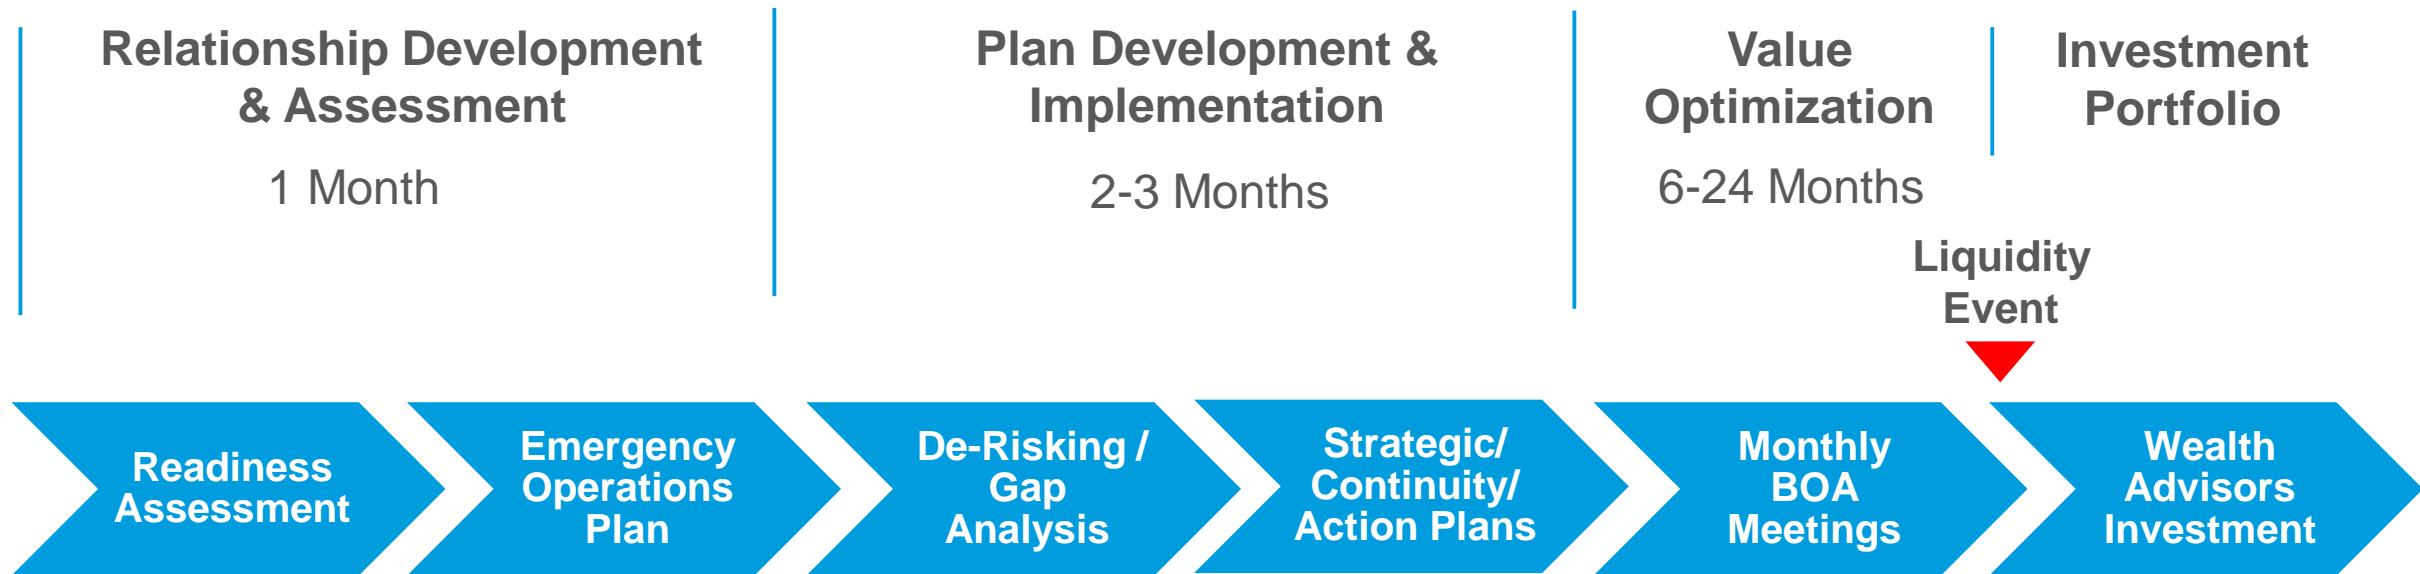 Relationship Development
& Assessment
1 Month
Plan Development &
Implementation
2-3 Months
Value
Optimization
6-24 Months
Investment
Portfolio
Liquidity
Event
Readiness
Assessment
Emergency
Operations
Plan
De-Risking /
Gap
Analysis
Strategic/
Continuity/
Action Plans
Monthly
BOA
Meetings
Wealth
Advisors
Investment